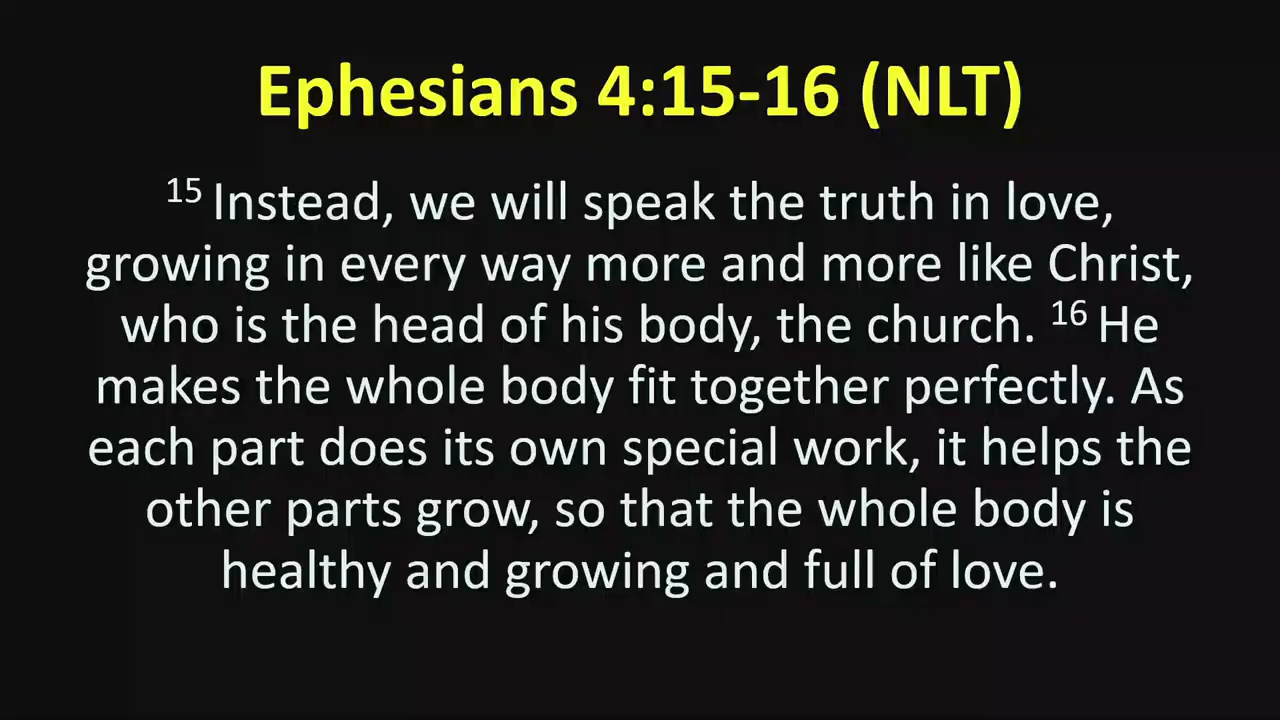 Ephesians 4:15-16 (NLT)
15 Instead, we will speak the truth in love,
growing in every way more and more like Christ,
who is the head of his body, the church. 16 He
makes the whole body fit together perfectly. As
each part does its own special work, it helps the
other parts grow, so that the whole body is
healthy and growing and full of love.